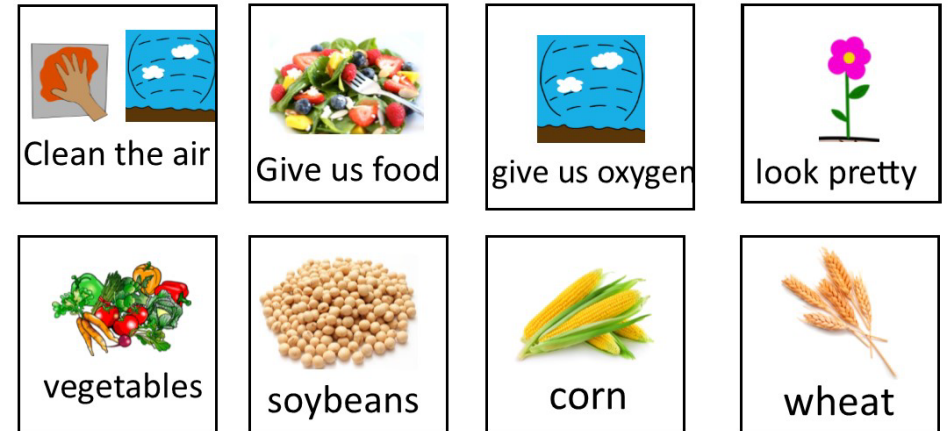 Clean the air
Give us food
give us oxygen
look pretty
vegetables
soybeans
corn
wheat